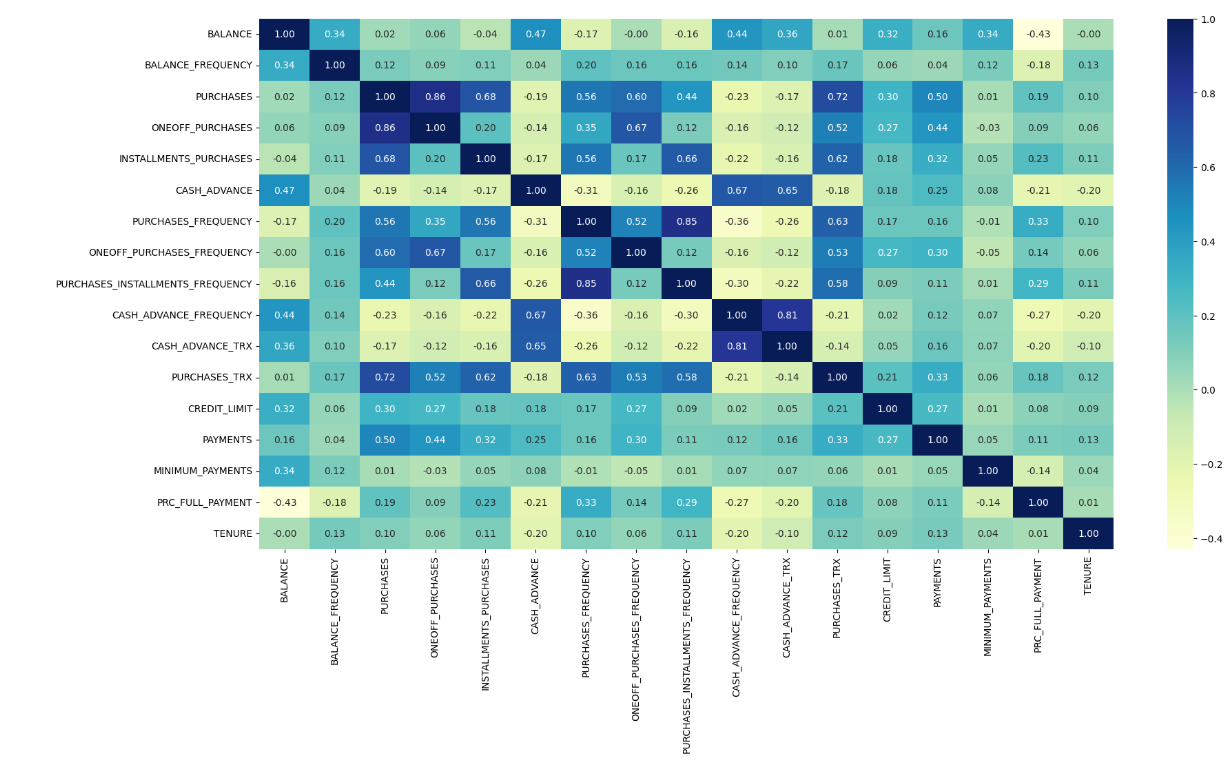 BALANCE 1.00 0.34 0.02 0.06 -0.04 0.47 -0.17 -0.00 -0.16 0.44 0.36 0.01 0.32 0.16 0.34 -0.43 -0.00
BALANCE_FREQUENCY 0.34 1.00 0.12 0.09 0.11 0.04 0.20 0.16 0.16 0.14 0.10 0.17 0.06 0.04 0.12 -0.18 0.13
PURCHASES 0.02 0.12 1.00 0.86 0.68 -0.19 0.56 0.60 0.44 -0.23 -0.17 0.72 0.30 0.50 0.01 0.19 0.10
ONEOFF_PURCHASES 0.06 0.09 0.86 1.00 0.20 -0.14 0.35 0.67 0.12 -0.16 -0.12 0.52 0.27 0.44 -0.03 0.09 0.06
INSTALLMENTS_PURCHASES -0.04 0.11 0.68 0.20 1.00 -0.17 0.56 0.17 0.66 -0.22 -0.16 0.62 0.18 0.32 0.05 0.23 0.11
CASH_ADVANCE 0.47 0.04 -0.19 -0.14 -0.17 1.00 -0.31 -0.16 -0.26 0.67 0.65 -0.18 0.18 0.25 0.08 -0.21 -0.20
PURCHASES_FREQUENCY -0.17 0.20 0.56 0.35 0.56 -0.31 1.00 0.52 0.85 -0.36 -0.26 0.63 0.17 0.16 -0.01 0.33 0.10
ONEOFF_PURCHASES_FREQUENCY -0.00 0.16 0.60 0.67 0.17 -0.16 0.52 1.00 0.12 -0.16 -0.12 0.53 0.27 0.30 -0.05 0.14 0.06
PURCHASES_INSTALLMENTS_FREQUENCY -0.16 0.16 0.44 0.12 0.66 -0.26 0.85 0.12 1.00 -0.30 -0.22 0.58 0.09 0.11 0.01 0.29 0.11
CASH_ADVANCE_FREQUENCY 0.44 0.14 -0.23 -0.16 -0.22 0.67 -0.36 -0.16 -0.30 1.00 0.81 -0.21 0.02 0.12 0.07 -0.27 -0.20
CASH_ADVANCE_TRX 0.36 0.10 -0.17 -0.12 -0.16 0.65 -0.26 -0.12 -0.22 0.81 1.00 -0.14 0.05 0.16 0.07 -0.20 -0.10
PURCHASES_TRX 0.01 0.17 0.72 0.52 0.62 -0.18 0.63 0.53 0.58 -0.21 -0.14 1.00 0.21 0.33 0.06 0.18 0.12
CREDIT_LIMIT 0.32 0.06 0.30 0.27 0.18 0.18 0.17 0.27 0.09 0.02 0.05 0.21 1.00 0.27 0.01 0.08 0.09
PAYMENTS 0.16 0.04 0.50 0.44 0.32 0.25 0.16 0.30 0.11 0.12 0.16 0.33 0.27 1.00 0.05 0.11 0.13
MINIMUM_PAYMENTS 0.34 0.12 0.01 -0.03 0.05 0.08 -0.01 -0.05 0.01 0.07 0.07 0.06 0.01 0.05 1.00 -0.14 0.04
PRC_FULL_PAYMENT -0.43 -0.18 0.19 0.09 0.23 -0.21 0.33 0.14 0.29 -0.27 -0.20 0.18 0.08 0.11 -0.14 1.00 0.01
TENURE -0.00 0.13 0.10 0.06 0.11 -0.20 0.10 0.06 0.11 -0.20 -0.10 0.12 0.09 0.13 0.04 0.01 1.00
BALANCE
BALANCE_FREQUENCY
PURCHASES
ONEOFF_PURCHASES
INSTALLMENTS_PURCHASES
CASH_ADVANCE
PURCHASES_FREQUENCY
ONEOFF_PURCHASES_FREQUENCY
PURCHASES_INSTALLMENTS_FREQUENCY
CASH_ADVANCE_FREQUENCY
CASH_ADVANCE_TRX
PURCHASES_TRX
CREDIT_LIMIT
PAYMENTS
MINIMUM_PAYMENTS
PRC_FULL_PAYMENT
TENURE
1.0
0.8
0.6
0.4
0.2
0.0
−0.2
−0.4